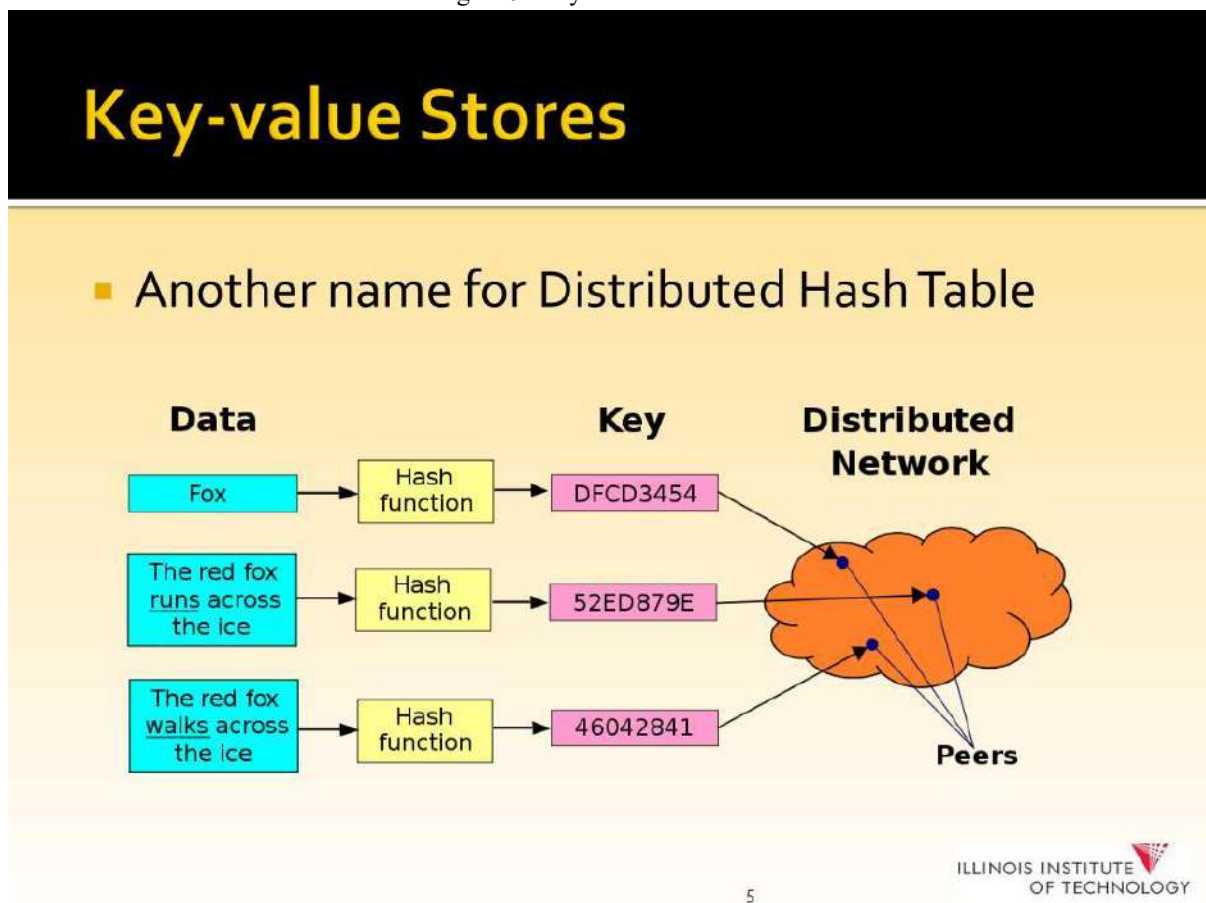 Key-value Stores
Another name for Distributed Hash Table
Data
Key
Distributed
Network
Fox
Hash
function
DFCD3454
The red fox
runs across
the ice
Hash
function
52ED879E
The red fox
walks across
the ice
Hash
function
46042841
Peers
ILLINOIS INSTITUTE
OF TECHNOLOGY
5